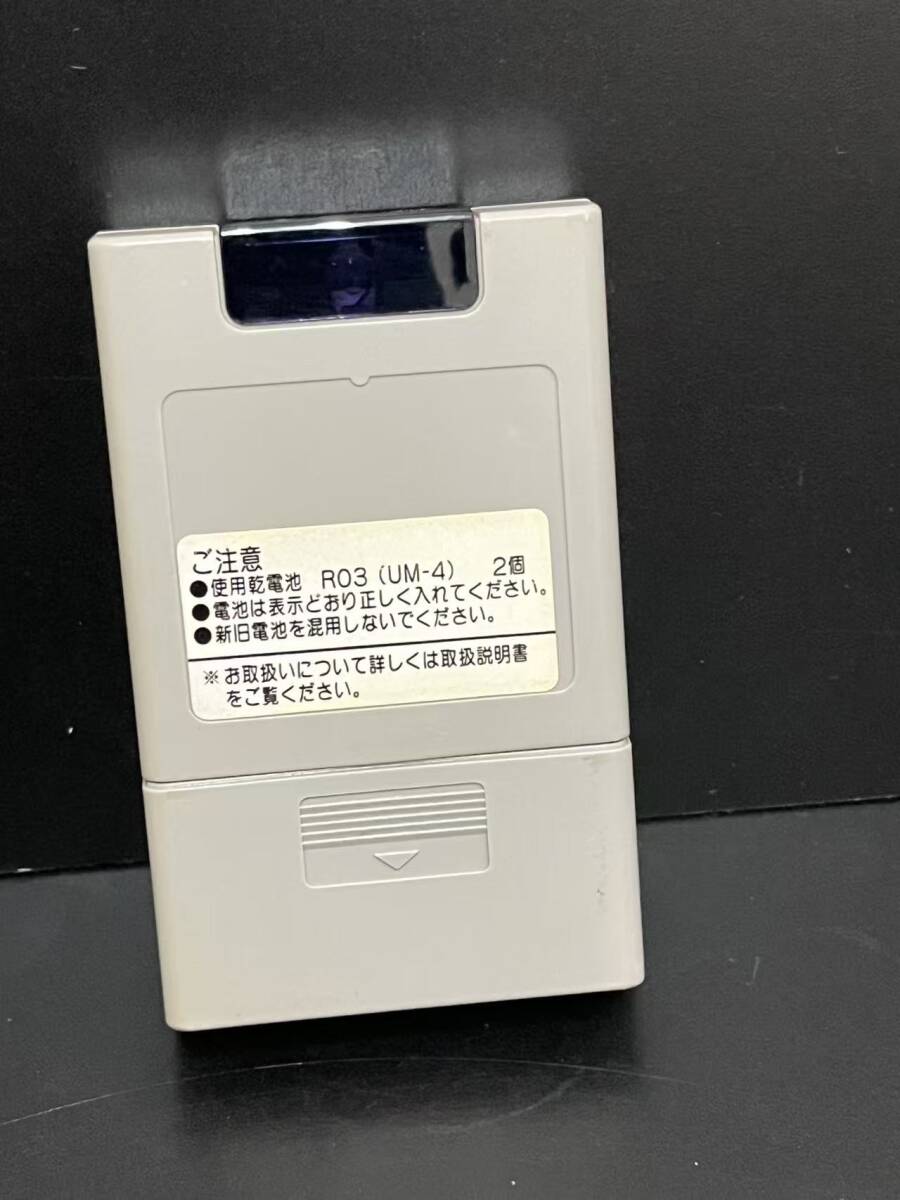 ご注意
●使用乾電池 R03（UM-4） 2個
●電池は表示どおり正しく入れてください。
●新旧電池を混用しないでください。
※お取扱いについて詳しくは取扱説明書
をご覧ください。